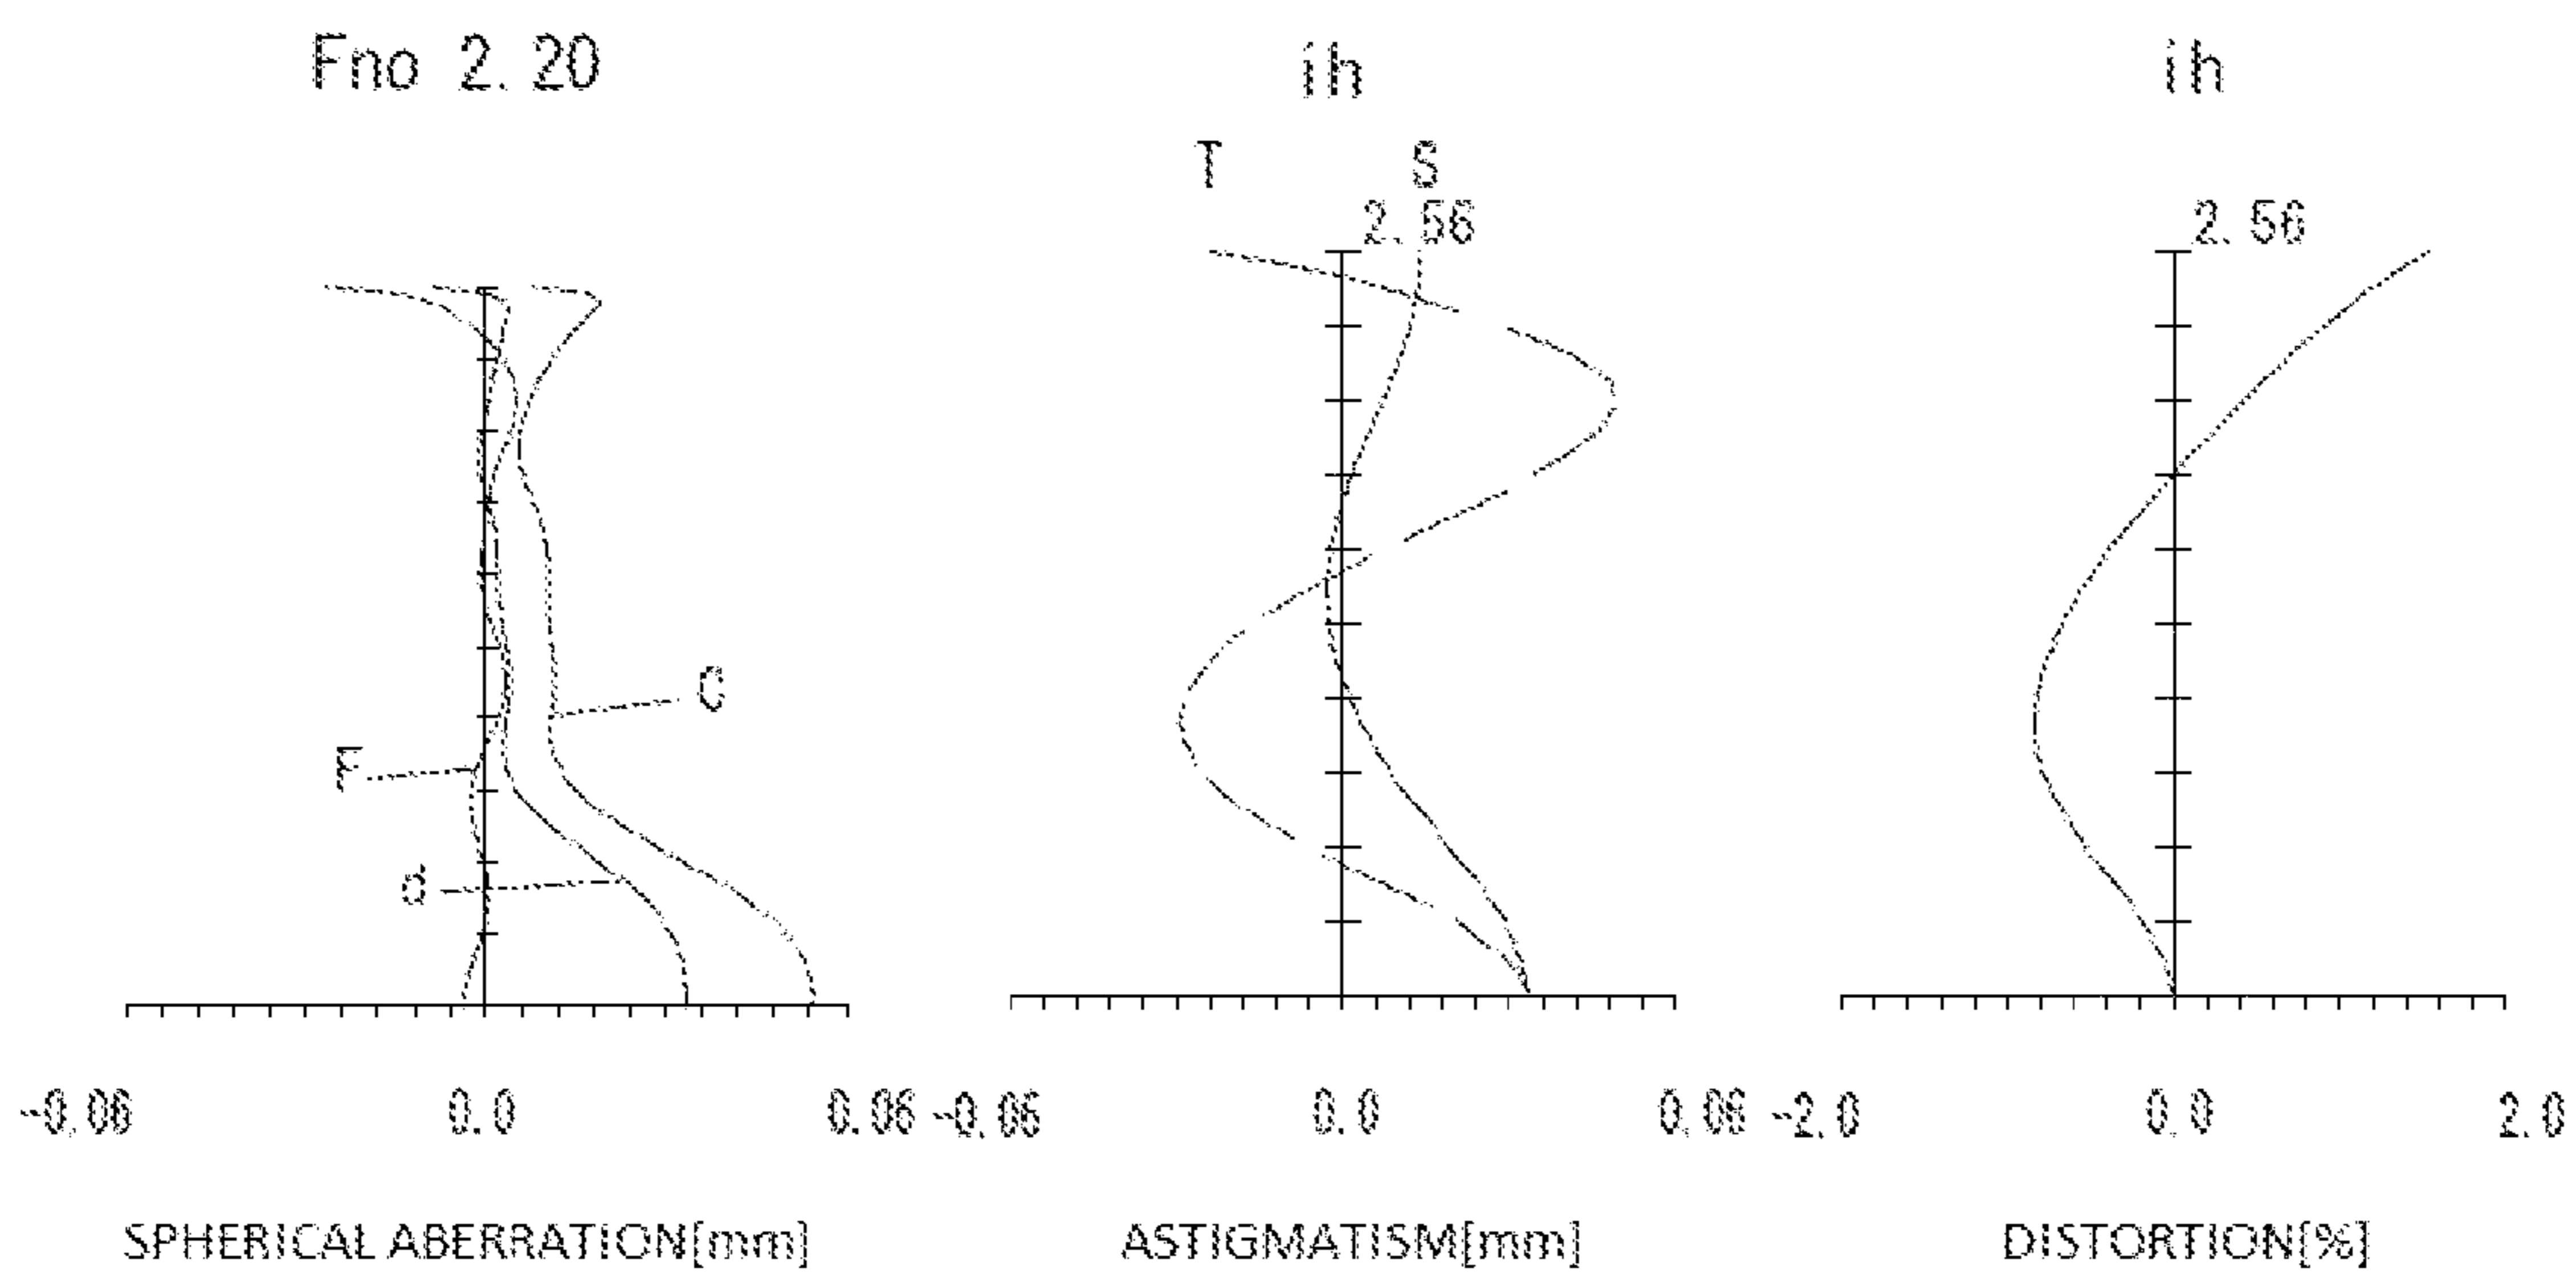 Fno 2.20
ih
ih
T S
2.56
2.56
C
F
d
-0.06 0.0 0.06
-0.06 0.0 0.06
-2.0 0.0 2.0
SPHERICAL ABERRATION[mm]
ASTIGMATISM[mm]
DISTORTION[%]